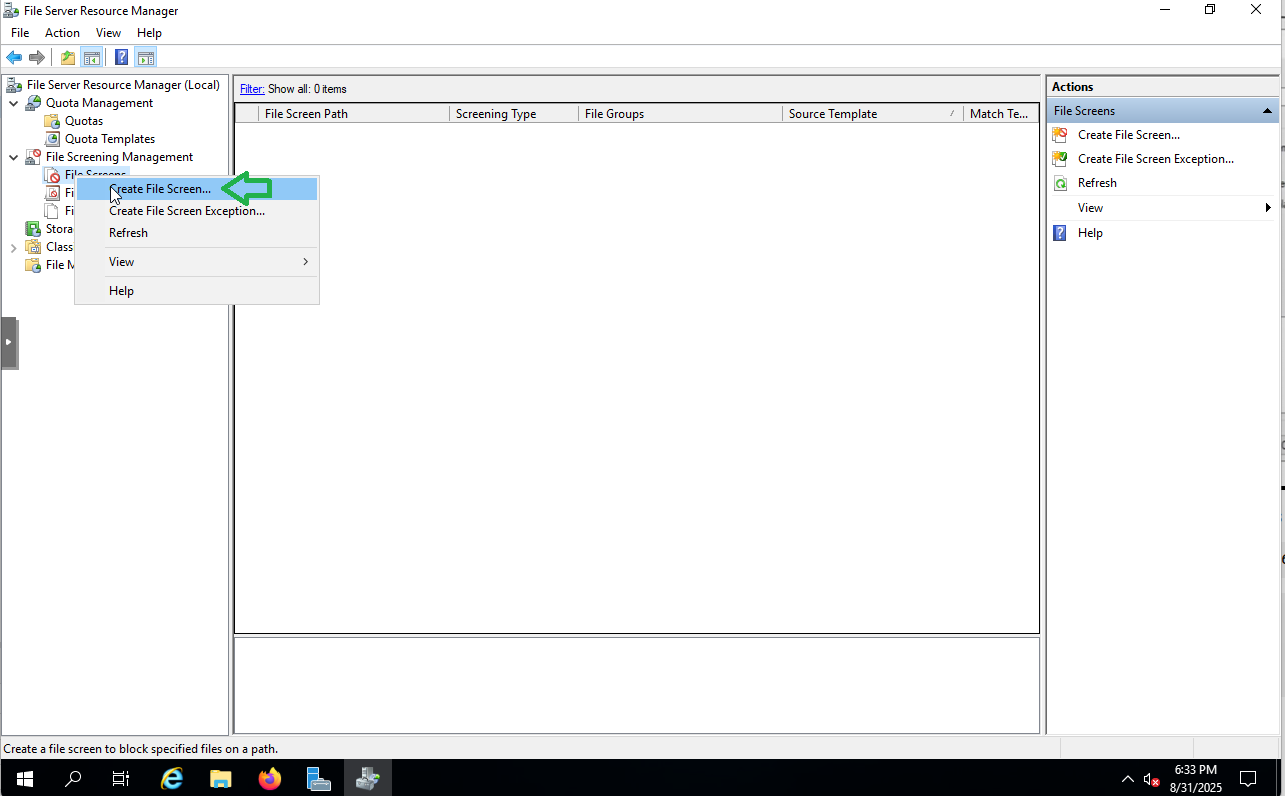 File Server Resource Manager
File Action View Help
File Server Resource Manager (Local)
Quota Management
Quotas
Quota Templates
File Screening Management
File Screens
Fi
Fi
Stora
Class
File M
Create File Screen...
Create File Screen Exception...
Refresh
View
Help
Filter: Show all: 0 items
File Screen Path Screening Type File Groups Source Template Match Te...
Actions
File Screens
Create File Screen...
Create File Screen Exception...
Refresh
View
Help
Create a file screen to block specified files on a path.
6:33 PM
8/31/2025